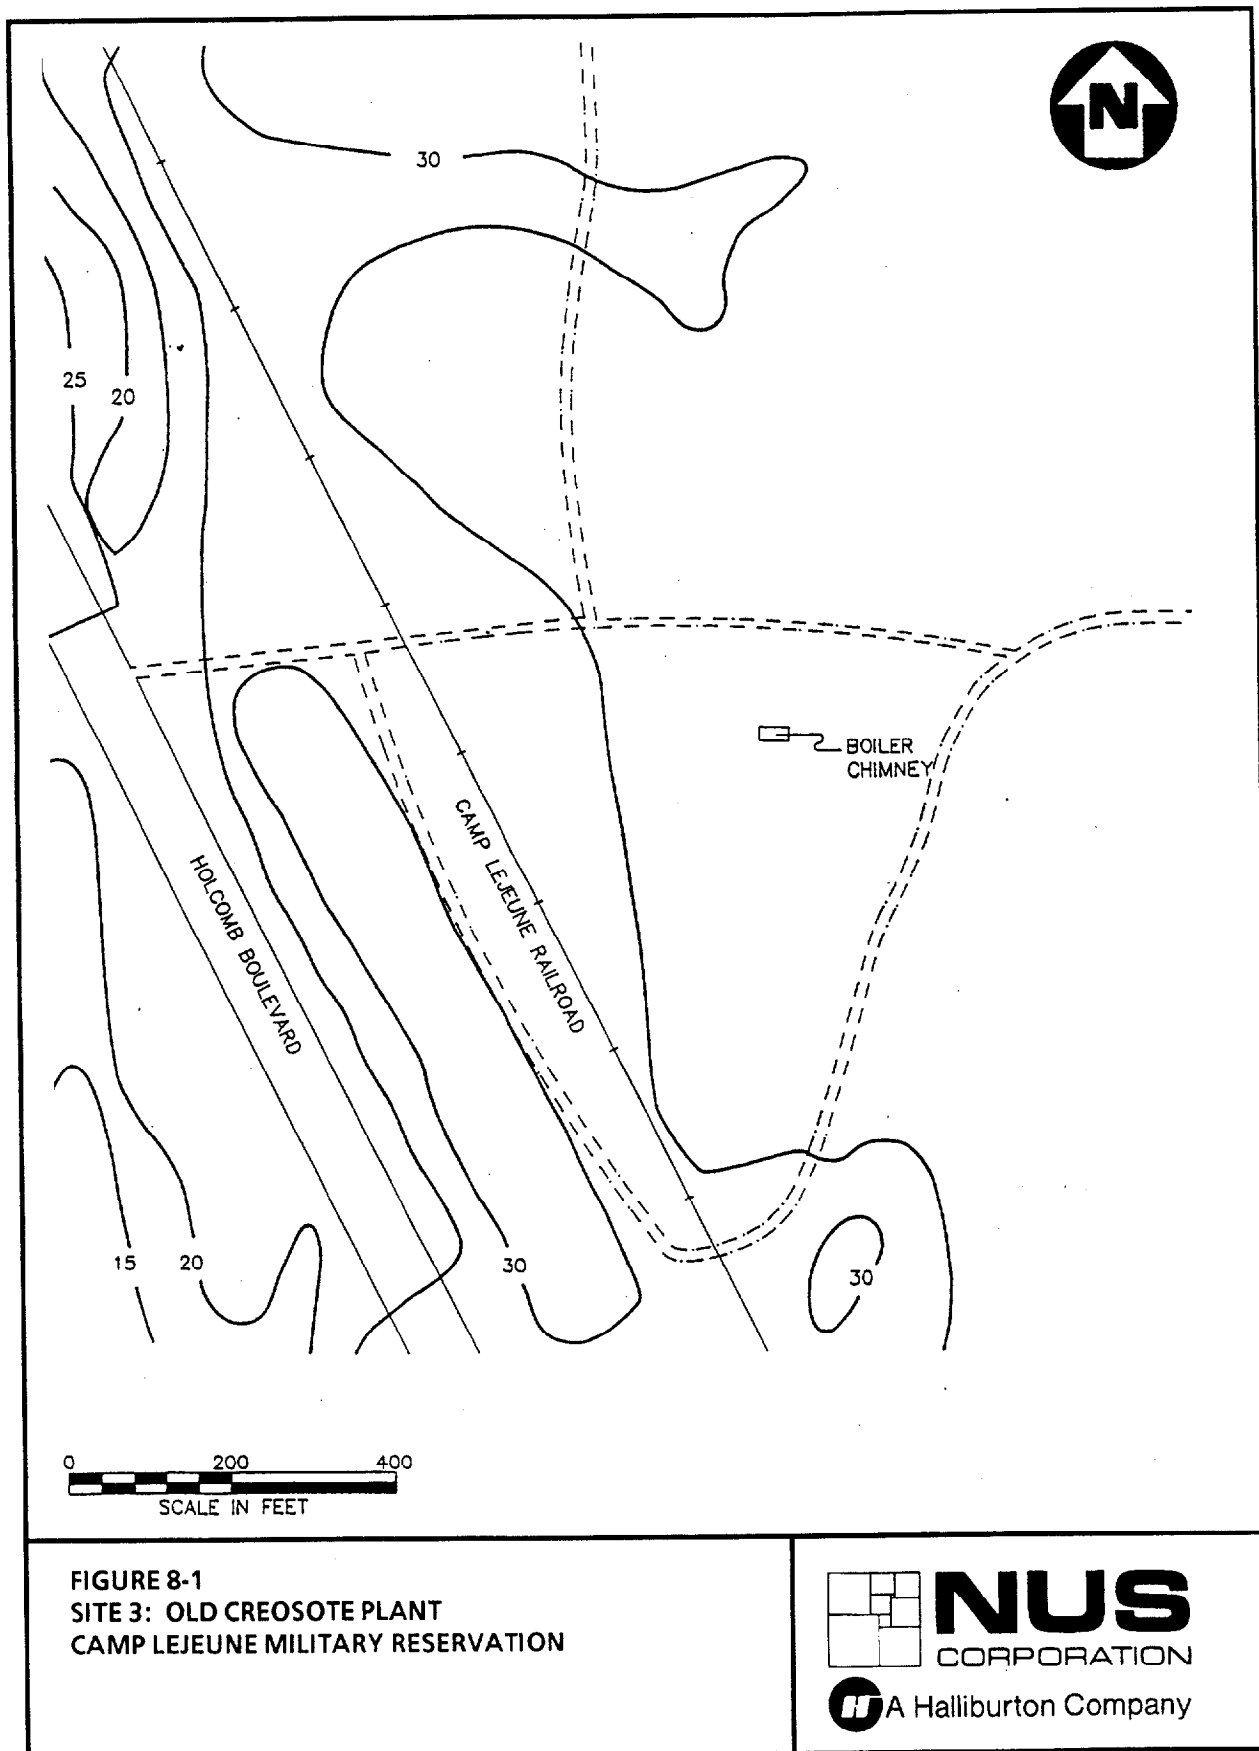 N
30
25
20
BOILER
CHIMNEY
CAMP LEJEUNE RAILROAD
HOLCOMB BOULEVARD
15
20
30
30
0 200 400
SCALE IN FEET
FIGURE 8-1
SITE 3: OLD CREOSOTE PLANT
CAMP LEJEUNE MILITARY RESERVATION
NUS
CORPORATION
H A Halliburton Company